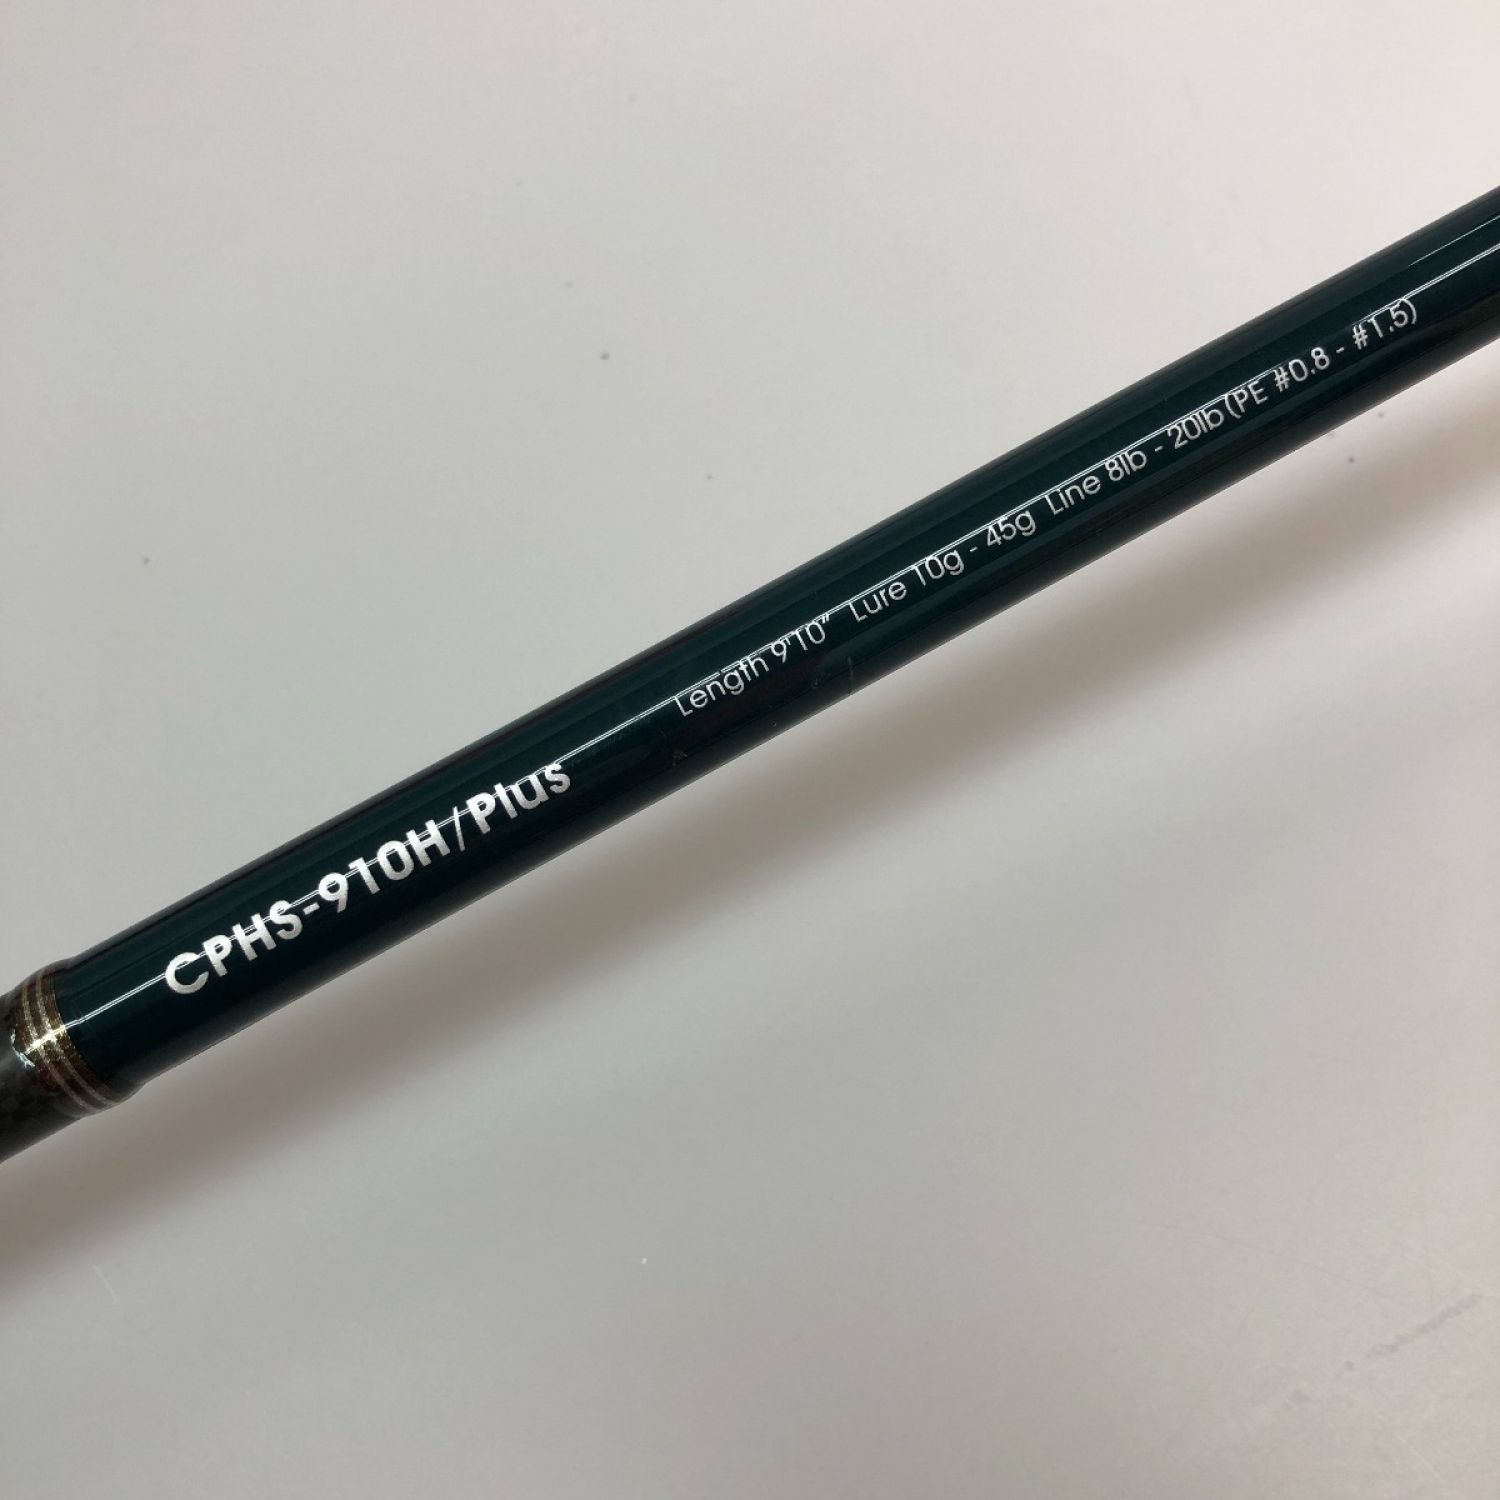 CPHS-910H/Plus
Length 9'10" Lure 10g - 45g Line 8lb - 20lb(PE #0.8 - #1.5)